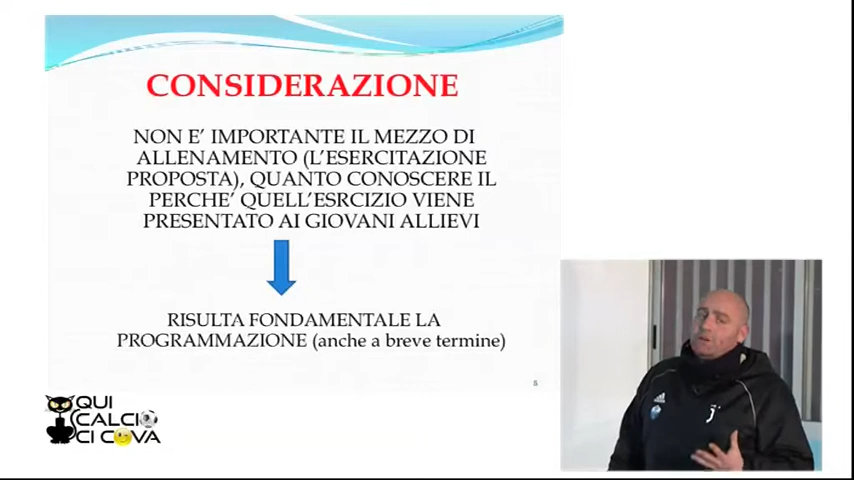 CONSIDERAZIONE
NON E' IMPORTANTE IL MEZZO DI
ALLENAMENTO (L'ESERCITAZIONE
PROPOSTA), QUANTO CONOSCERE IL
PERCHE' QUELL'ESRCIZIO VIENE
PRESENTATO AI GIOVANI ALLIEVI
RISULTA FONDAMENTALE LA
PROGRAMMAZIONE (anche a breve termine)
5
QUI
CALCIO
CI COVA